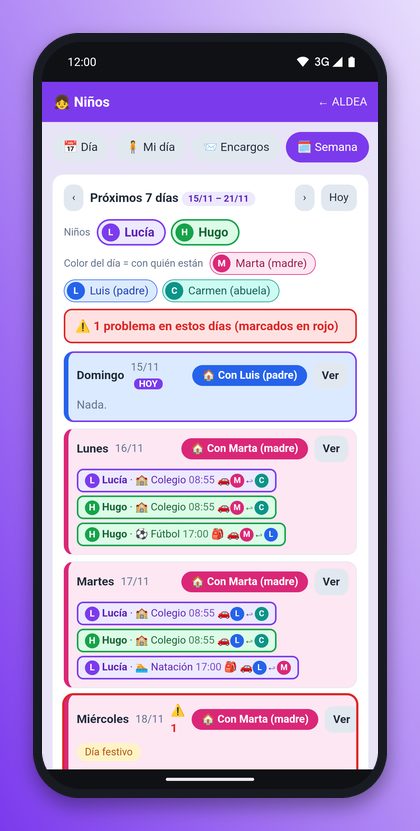 12:00 3G
👧 Niños ← ALDEA
📅 Día 🧍 Mi día 📨 Encargos 🗓️ Semana
‹ Próximos 7 días 15/11 – 21/11 › Hoy
Niños L Lucía H Hugo
Color del día = con quién están M Marta (madre)
L Luis (padre) C Carmen (abuela)
⚠️ 1 problema en estos días (marcados en rojo)
Domingo 15/11 HOY 🏠 Con Luis (padre) Ver
Nada.
Lunes 16/11 🏠 Con Marta (madre) Ver
L Lucía · 🏫 Colegio 08:55 🚗 M ↩ C
H Hugo · 🏫 Colegio 08:55 🚗 M ↩ C
H Hugo · ⚽ Fútbol 17:00 🎒 🚗 M ↩ L
Martes 17/11 🏠 Con Marta (madre) Ver
L Lucía · 🏫 Colegio 08:55 🚗 L ↩ C
H Hugo · 🏫 Colegio 08:55 🚗 L ↩ C
L Lucía · 🏊 Natación 17:00 🎒 🚗 L ↩ M
Miércoles 18/11 ⚠️ 1 🏠 Con Marta (madre) Ver
Día festivo